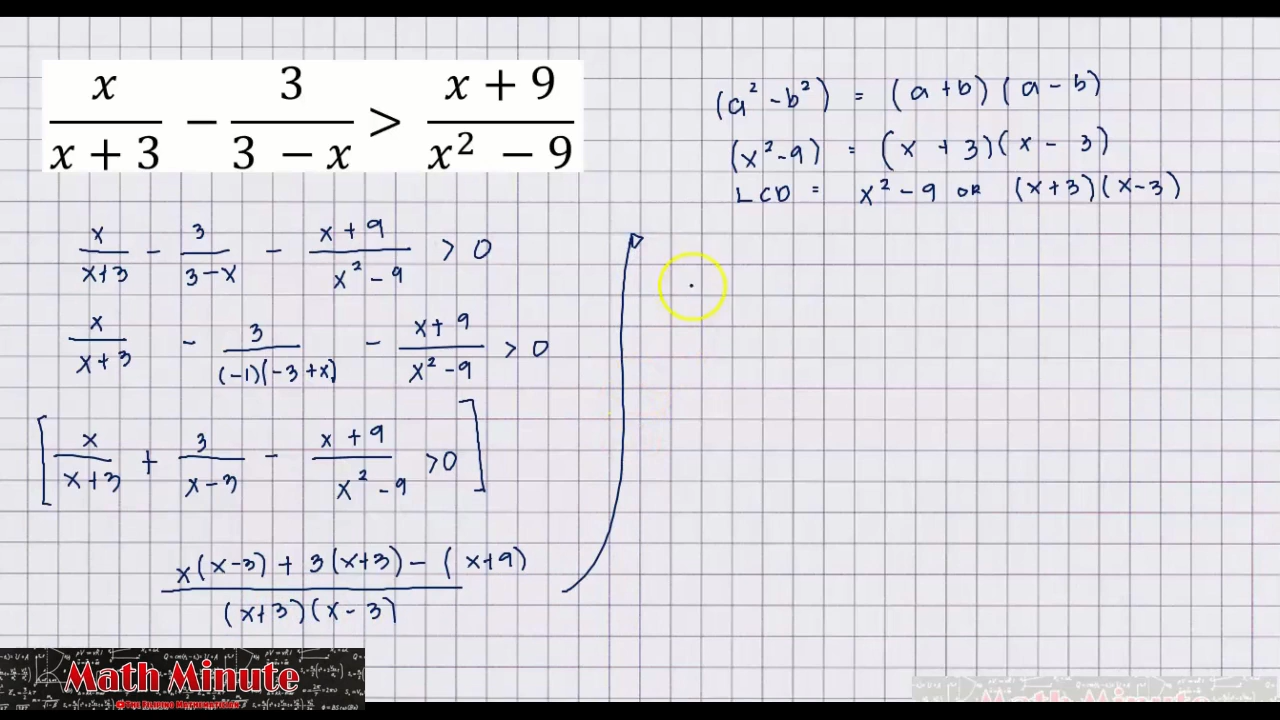 x/(x + 3) − 3/(3 − x) > (x + 9)/(x² − 9)
x/(x+3) − 3/(3−x) − (x + 9)/(x² − 9) > 0
x/(x+3) − 3/((−1)(−3+x)) − (x+ 9)/(x² −9) > 0
[x/(x+3) + 3/(x−3) − (x +9)/(x² −9) >0]
(x(x−3) + 3(x+3) − (x+9))/((x+3)(x−3))
(a² −b²) = (a +b)(a − b)
(x²−9) = (x + 3)(x − 3)
LCD = x² − 9 OR (x+3)(x−3)
Math Minute